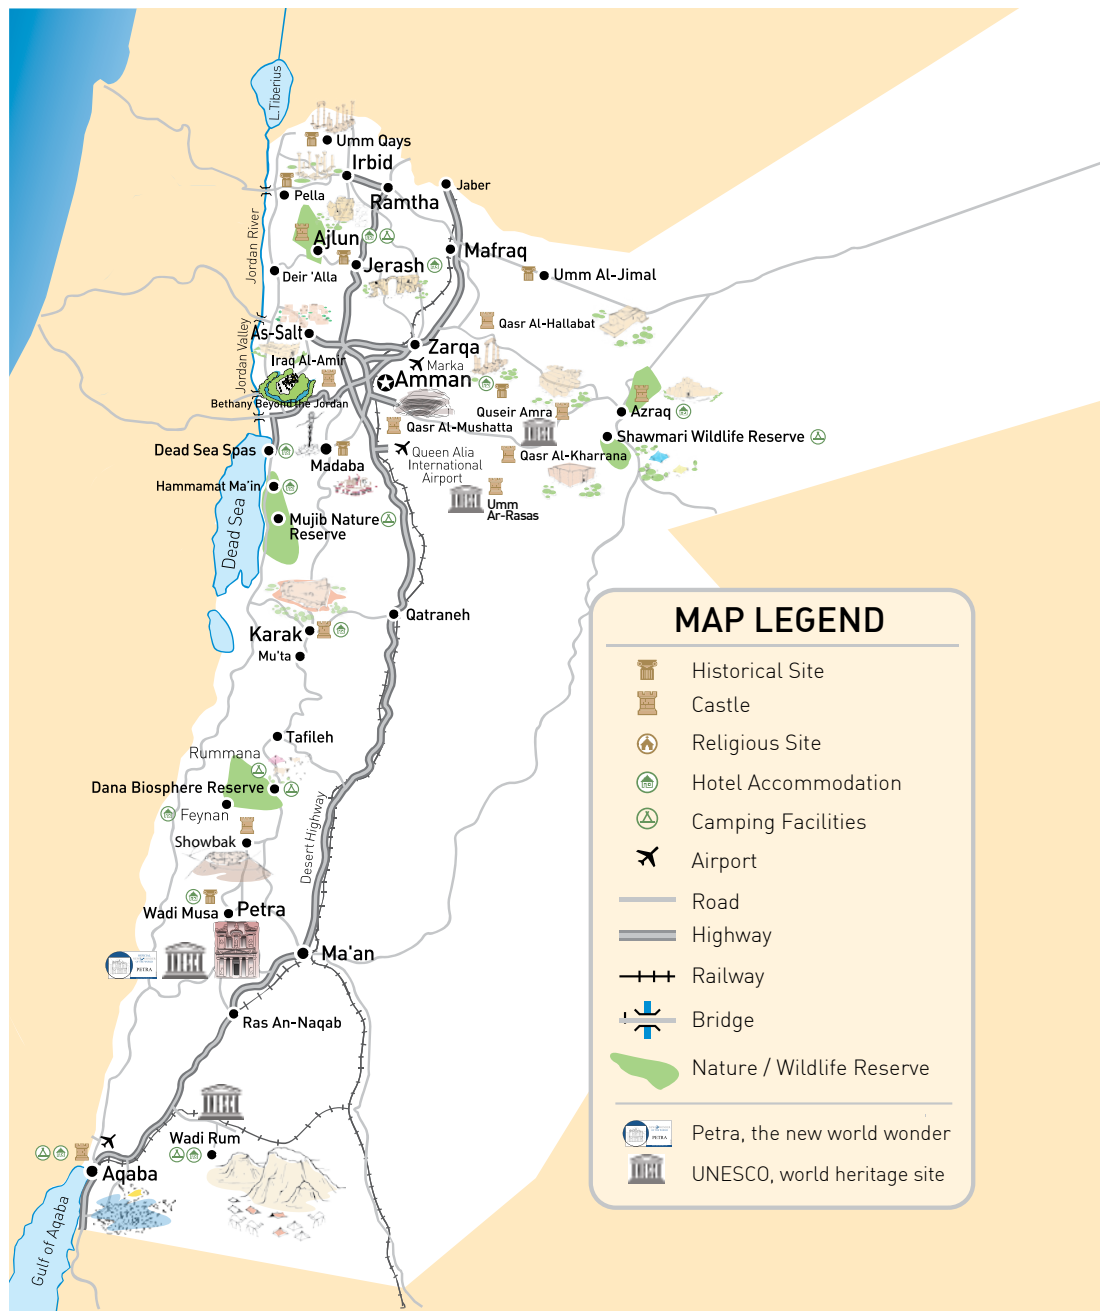 L.Tiberius
Umm Qays
Irbid
Jaber
Pella
Ramtha
Jordan River
Ajlun
Mafraq
Jerash
Deir 'Alla
Umm Al-Jimal
Qasr Al-Hallabat
As-Salt
Zarqa
Jordan Valley
Iraq Al-Amir
Marka
Amman
Bethany Beyond the Jordan
Quseir Amra
Azraq
Qasr Al-Mushatta
Shawmari Wildlife Reserve
Dead Sea Spas
Madaba
Queen Alia
International
Airport
Qasr Al-Kharrana
Hammamat Ma'in
Umm
Ar-Rasas
Dead Sea
Mujib Nature
Reserve
Qatraneh
Karak
Mu'ta
Tafileh
Rummana
Dana Biosphere Reserve
Feynan
Desert Highway
Showbak
Wadi Musa
Petra
PETRA
Ma'an
Ras An-Naqab
Wadi Rum
Aqaba
Gulf of Aqaba
MAP LEGEND
Historical Site
Castle
Religious Site
Hotel Accommodation
Camping Facilities
Airport
Road
Highway
Railway
Bridge
Nature / Wildlife Reserve
PETRA
Petra, the new world wonder
UNESCO, world heritage site